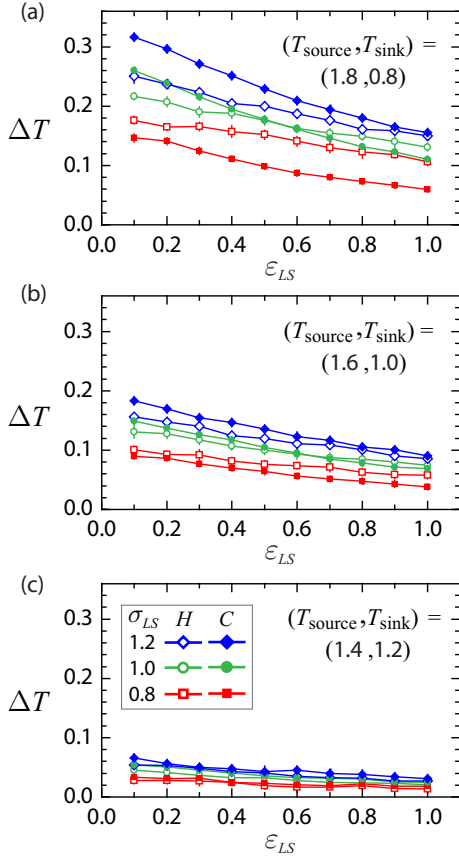 (a)
(T_source, T_sink) =
(1.8 ,0.8)
0.3
0.2
ΔT
0.1
0.0
0.0 0.2 0.4 0.6 0.8 1.0
ε_LS
(b)
(T_source, T_sink) =
(1.6 ,1.0)
0.3
0.2
ΔT
0.1
0.0
0.0 0.2 0.4 0.6 0.8 1.0
ε_LS
(c)
σ_LS H C
1.2
1.0
0.8
(T_source, T_sink) =
(1.4 ,1.2)
0.3
0.2
ΔT
0.1
0.0
0.0 0.2 0.4 0.6 0.8 1.0
ε_LS